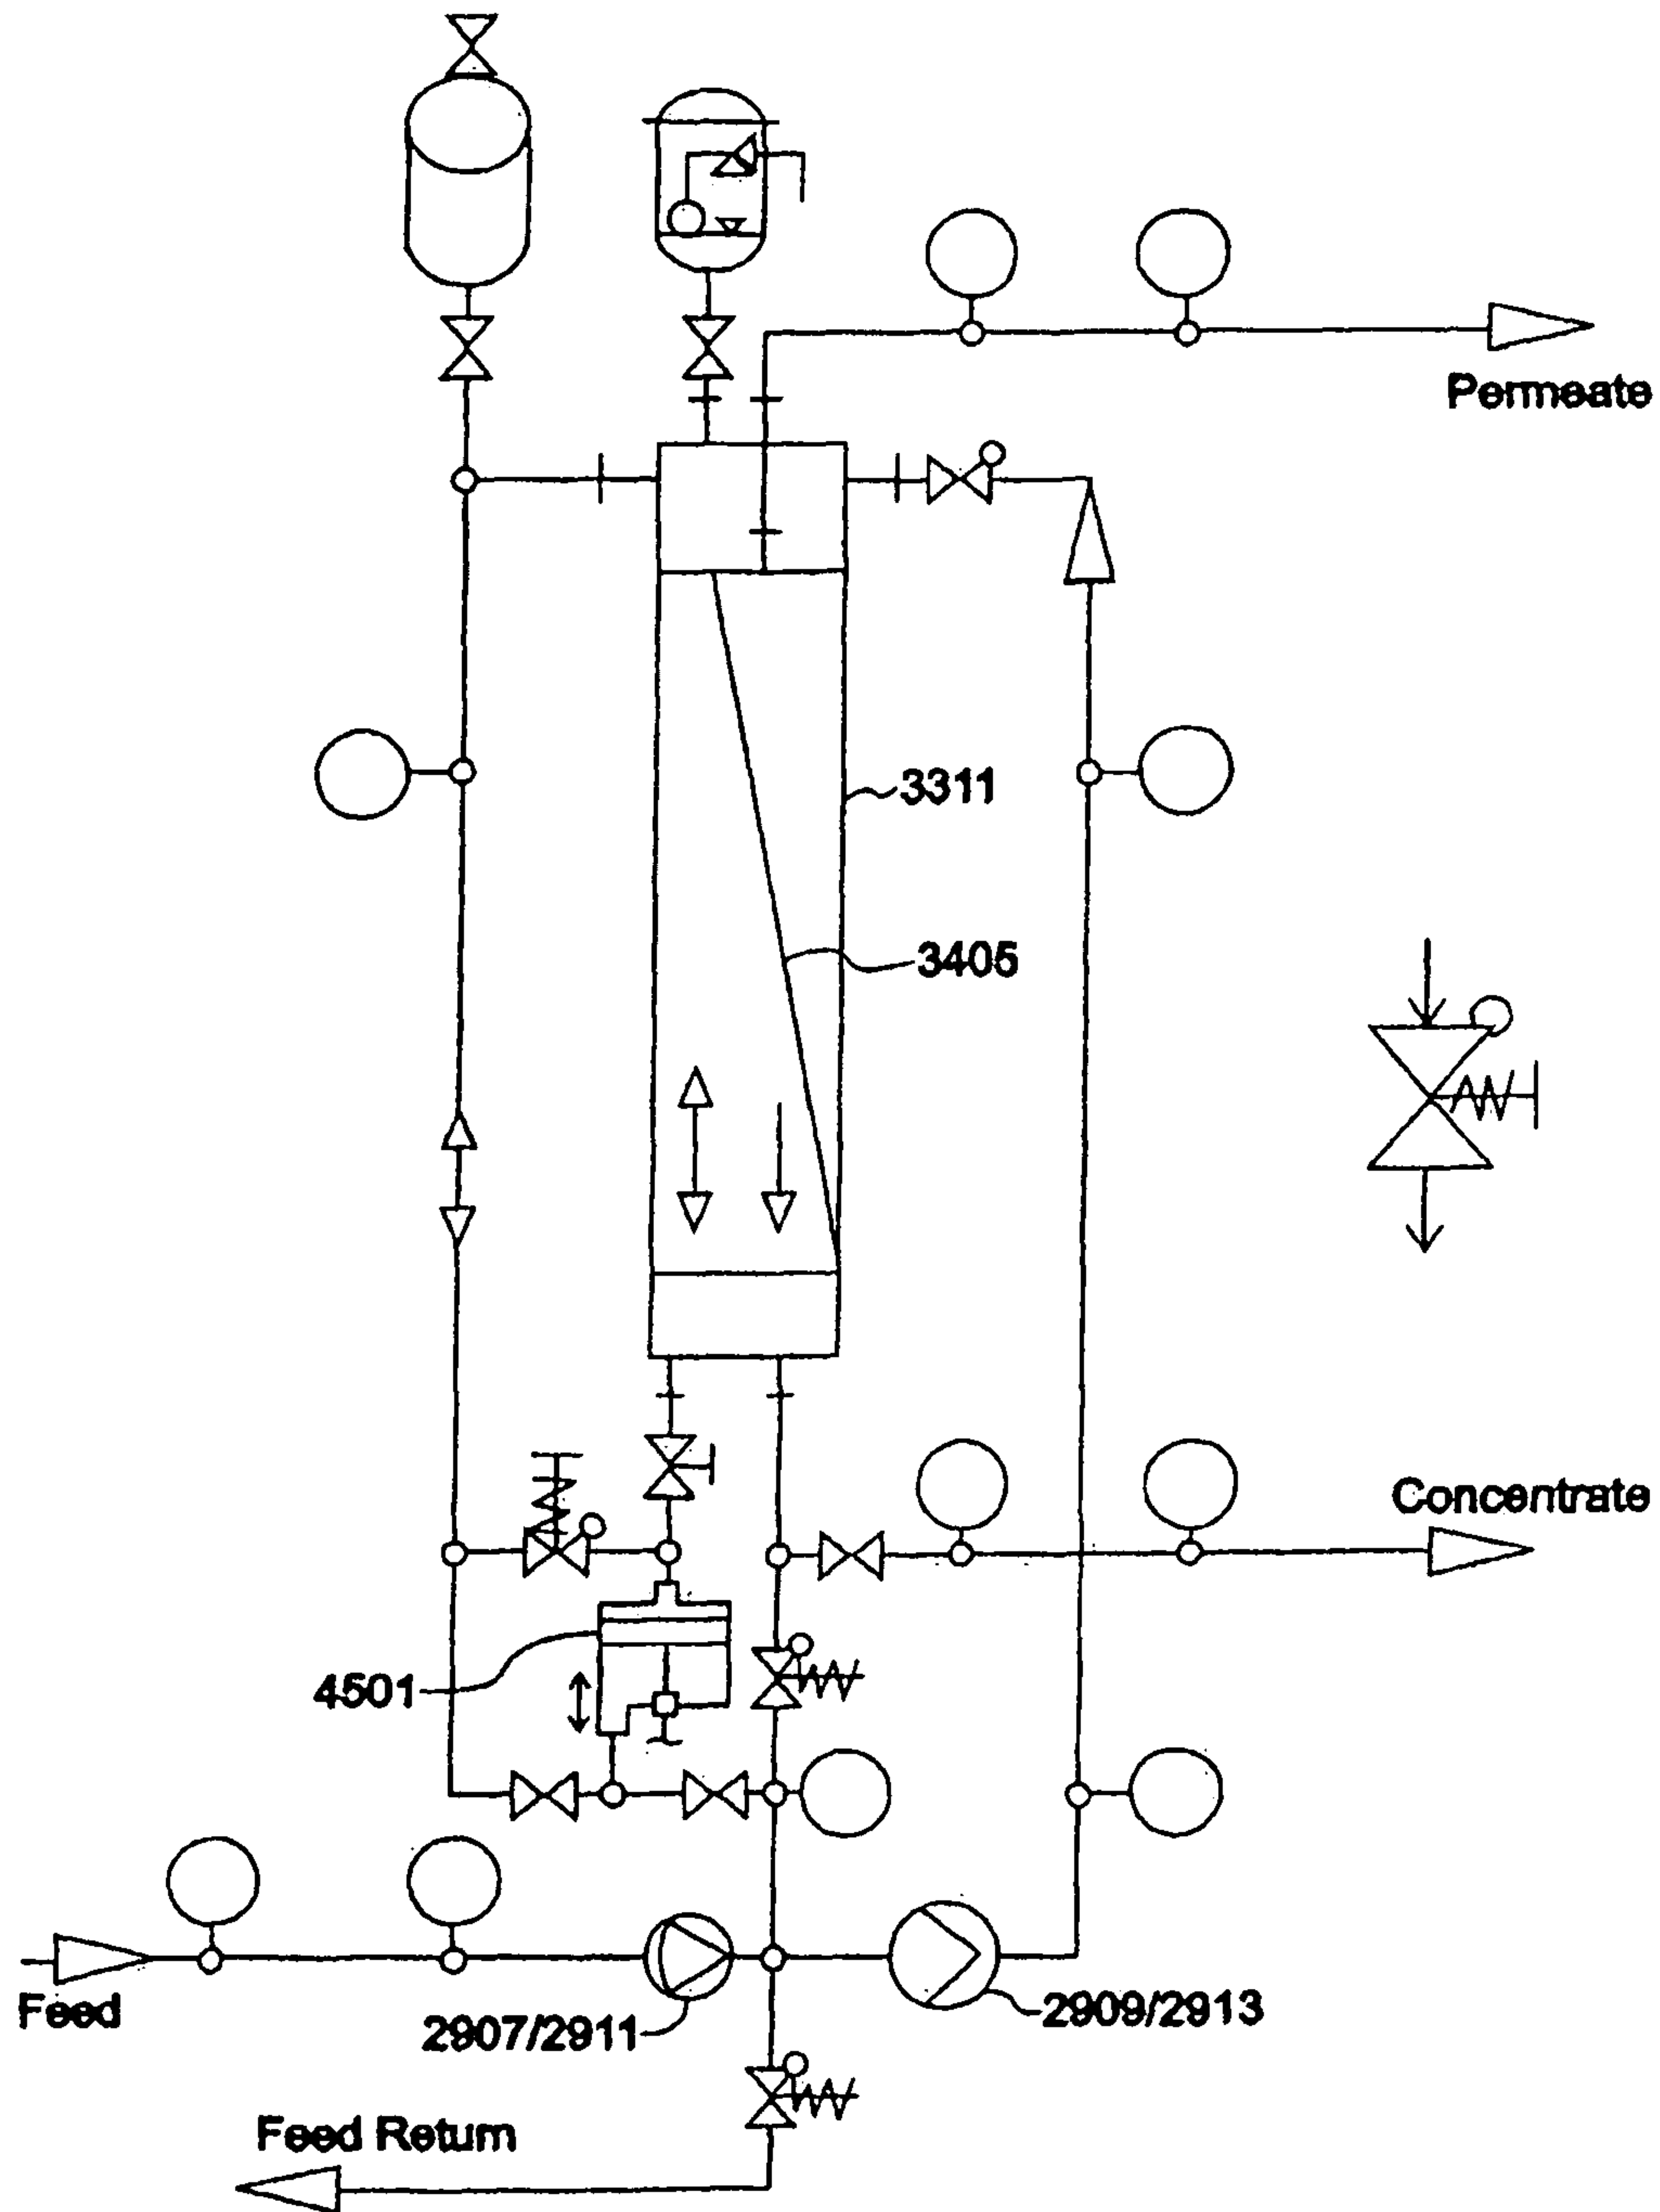 Permeate
3311
3405
Concentrate
4501
Feed
2907/2911
2909/2913
Feed Return